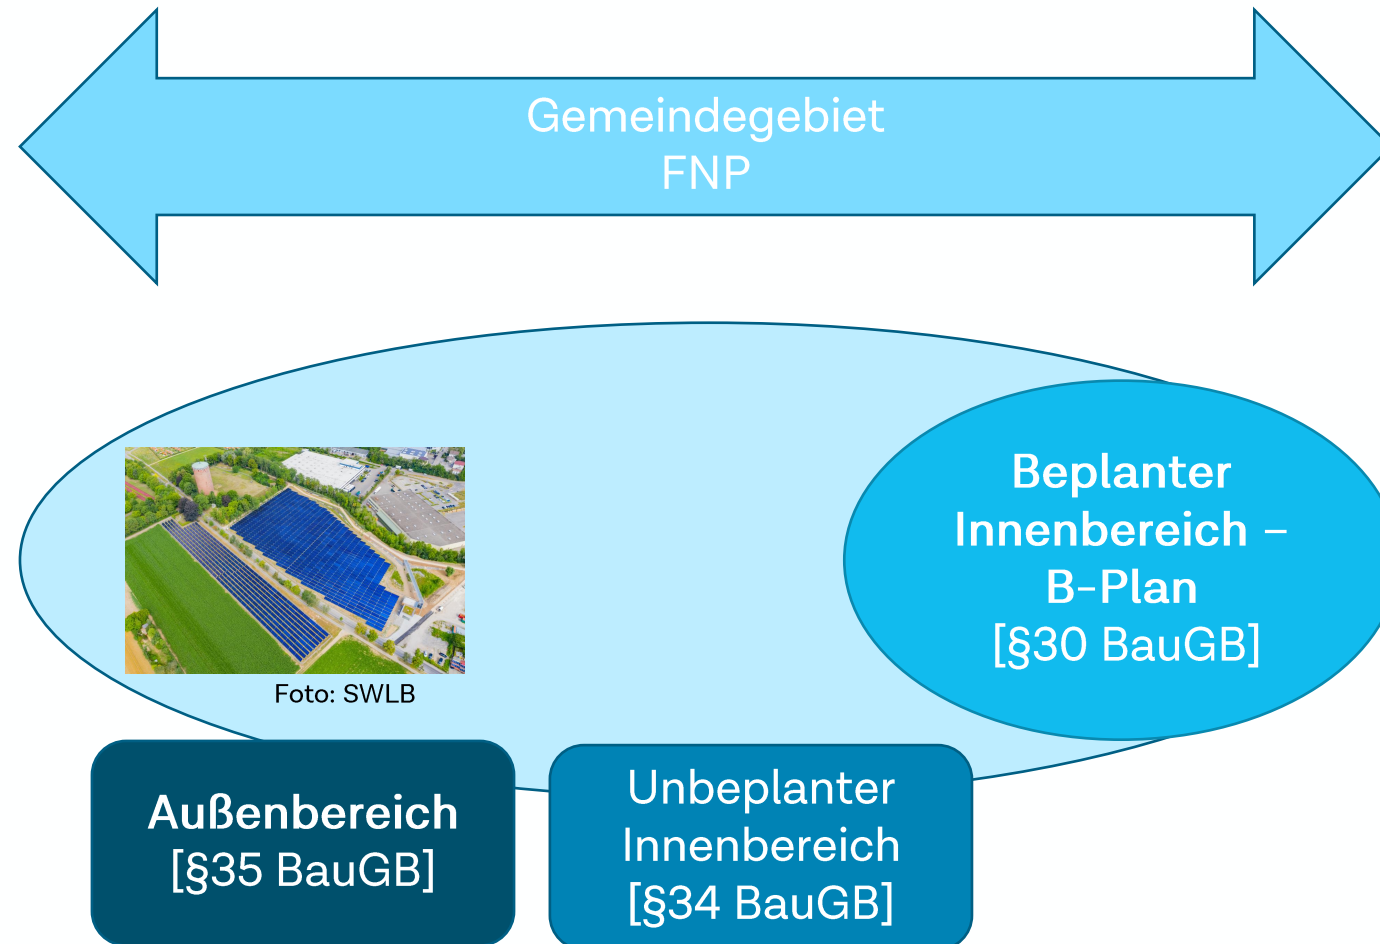 Gemeindegebiet
FNP
Beplanter
Innenbereich –
B-Plan
[§30 BauGB]
Foto: SWLB
Außenbereich
[§35 BauGB]
Unbeplanter
Innenbereich
[§34 BauGB]